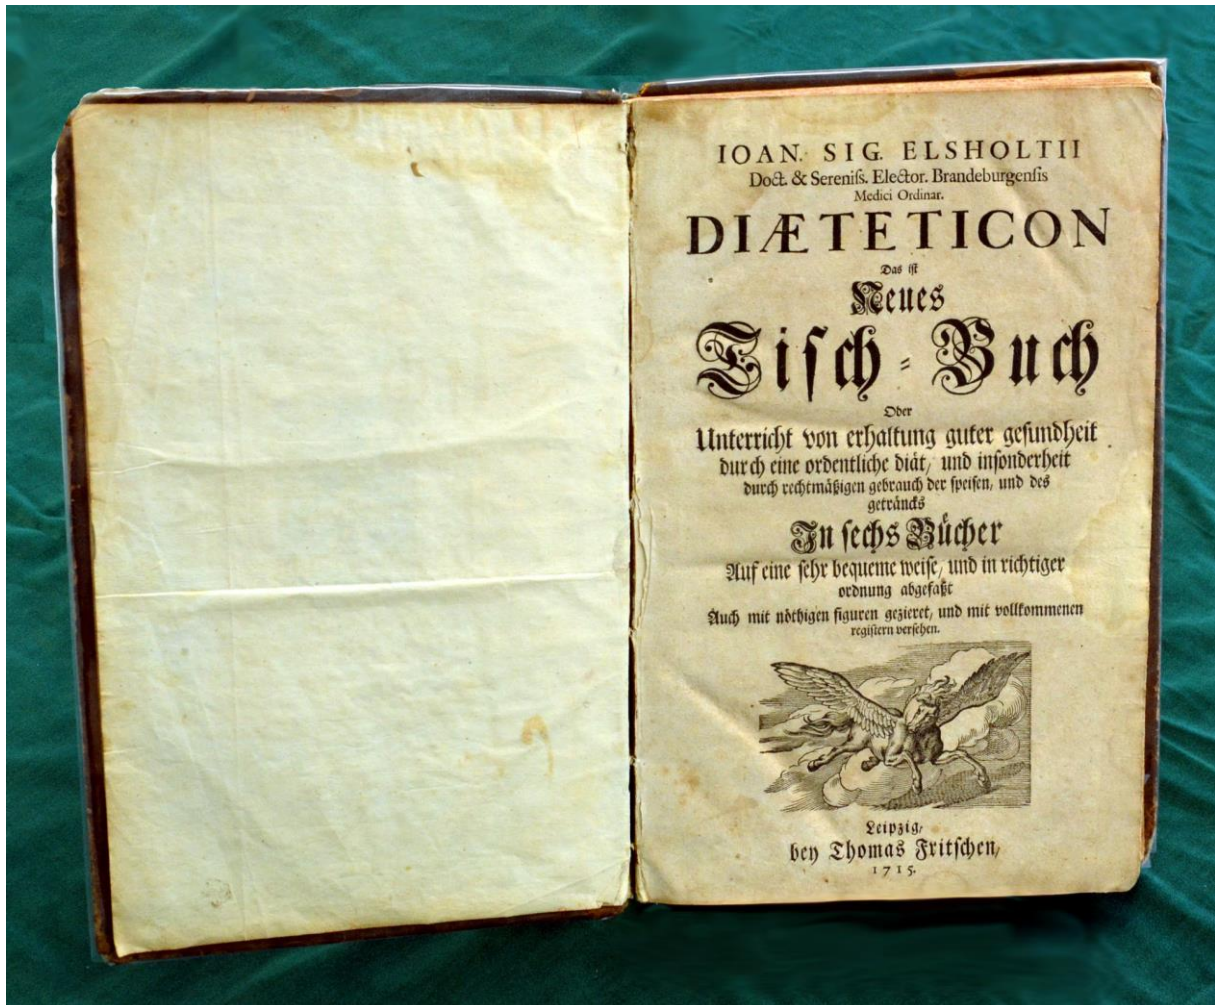 IOAN. SIG. ELSHOLTII
Doct. & Sereniſs. Elector. Brandeburgenſis
Medici Ordinar.
DIÆTETICON
Das iſt
Neues
Tiſch⸗Buch
Oder
Unterricht von erhaltung guter geſundheit
durch eine ordentliche diät, und inſonderheit
durch rechtmäßigen gebrauch der ſpeiſen, und des
geträncks
In ſechs Bücher
Auf eine ſehr bequeme weiſe, und in richtiger
ordnung abgefaßt
Auch mit nöthigen figuren gezieret, und mit vollkommenen
regiſtern verſehen.
Leipzig,
bey Thomas Fritſchen,
1715.